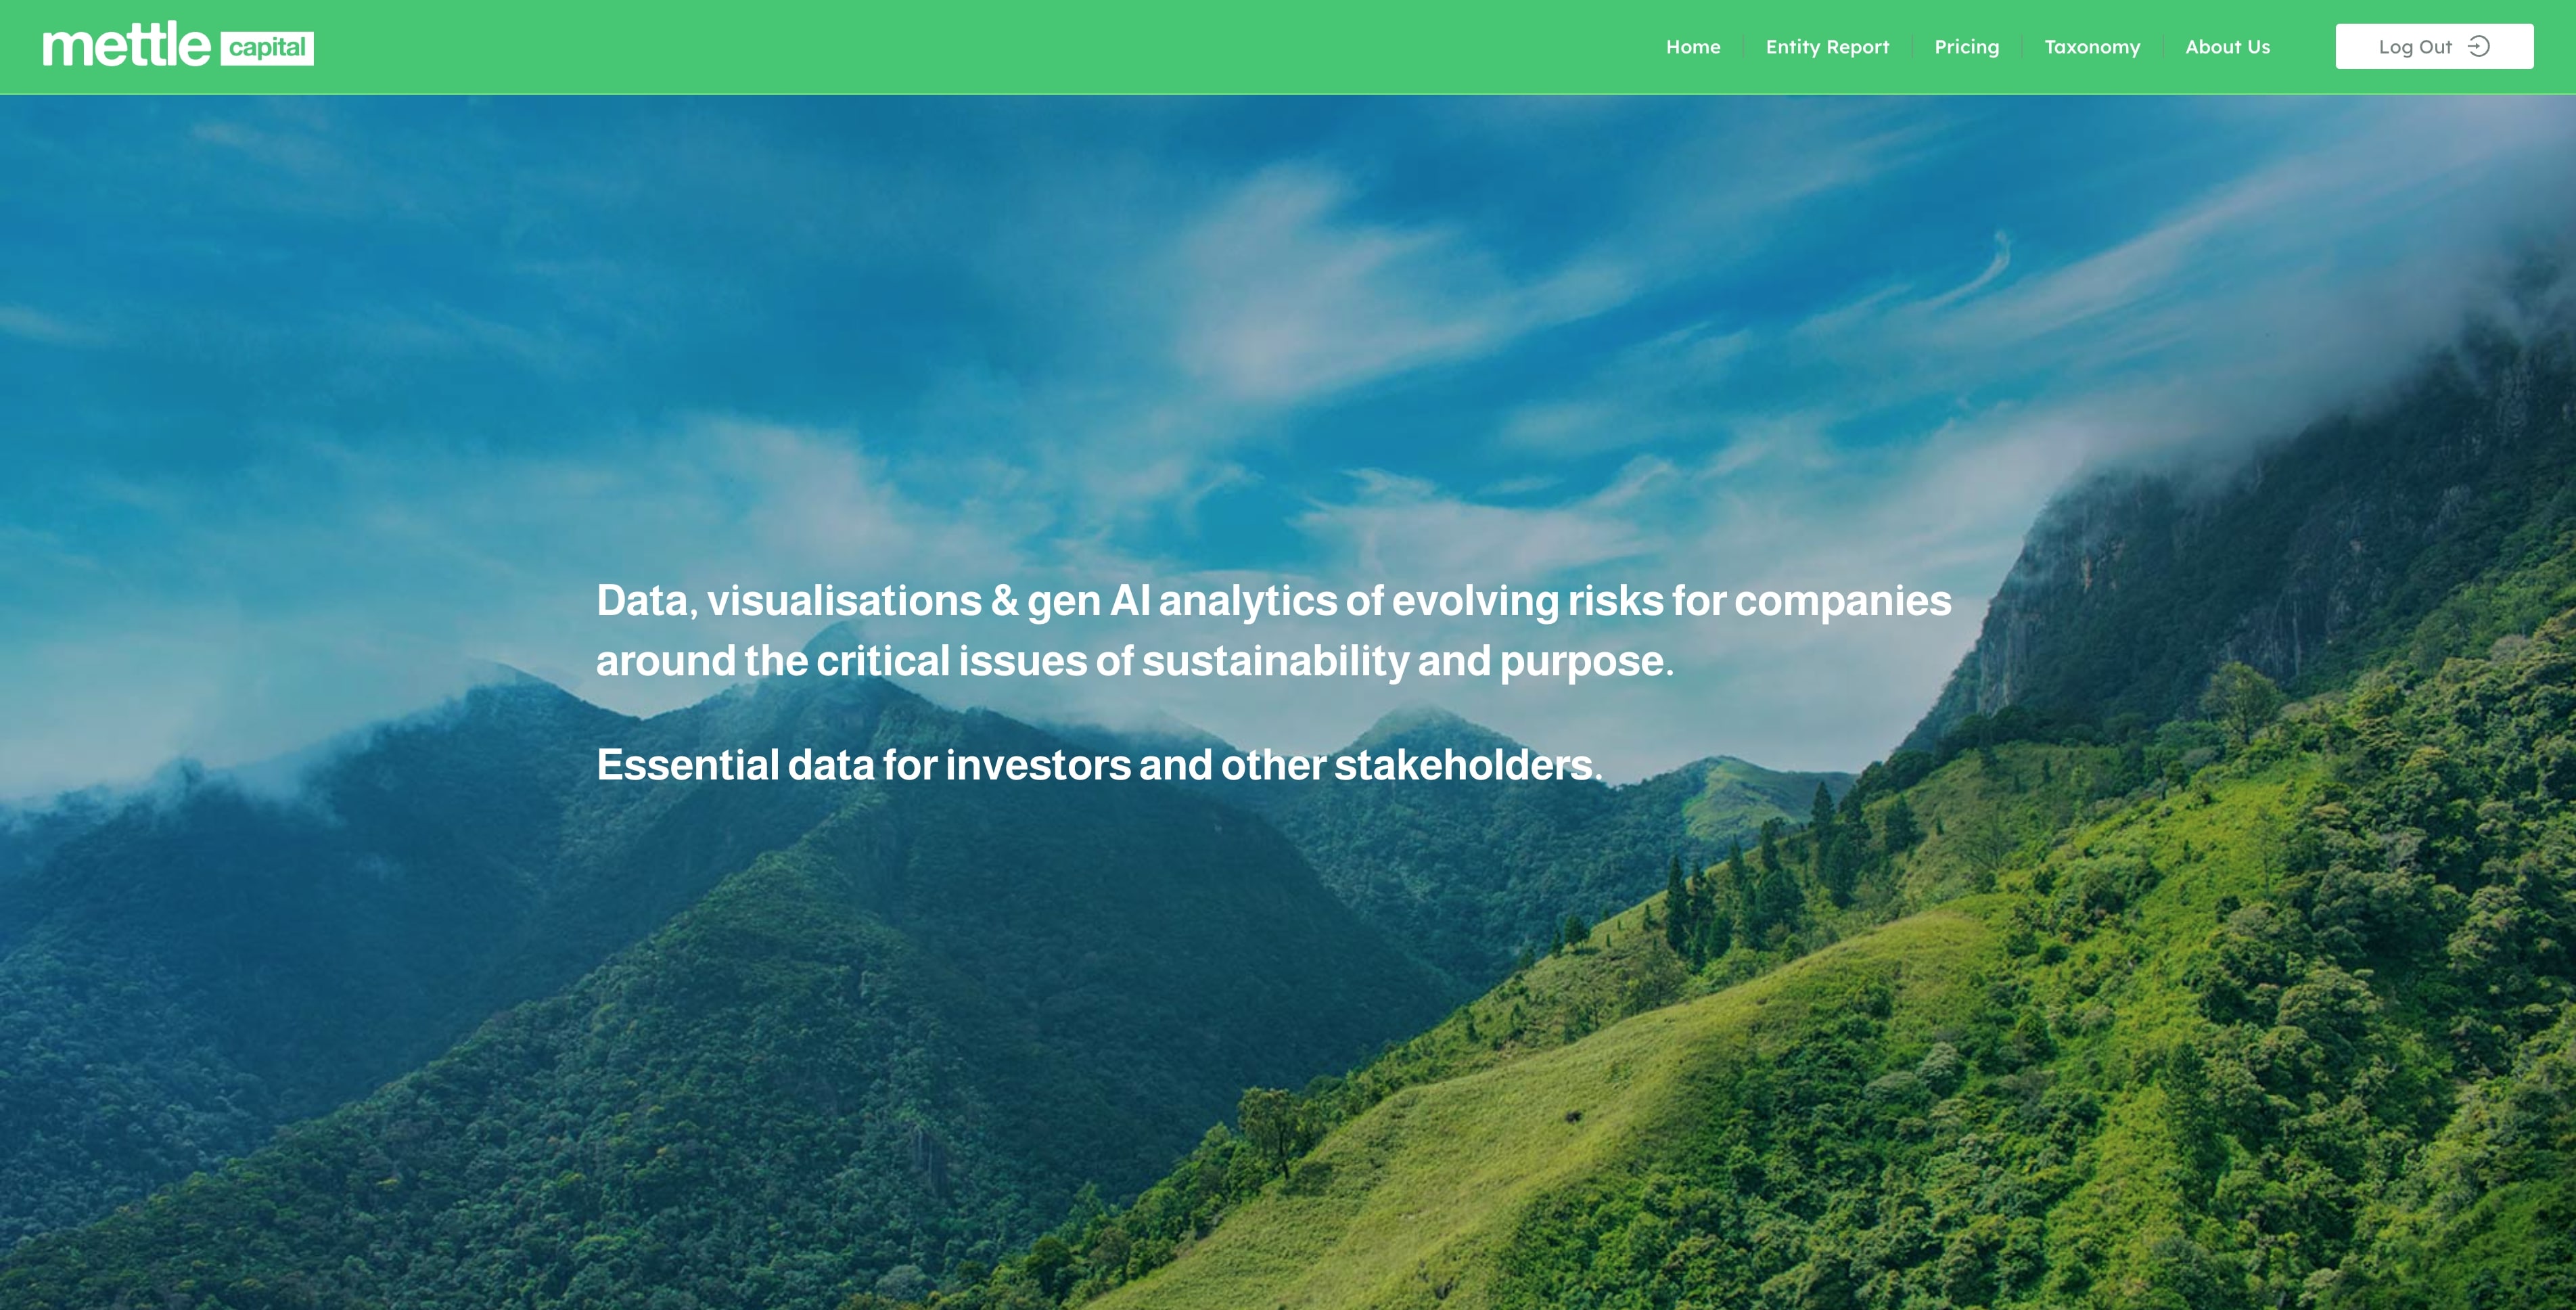 mettle capital
Home
Entity Report
Pricing
Taxonomy
About Us
Log Out
Data, visualisations & gen AI analytics of evolving risks for companies
around the critical issues of sustainability and purpose.
Essential data for investors and other stakeholders.